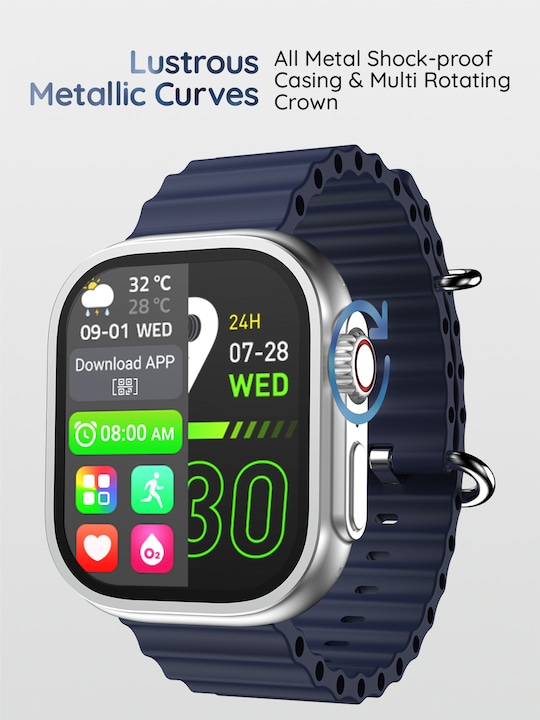 Lustrous
Metallic Curves
All Metal Shock-proof
Casing & Multi Rotating
Crown
32 °C
28 °C
09-01 WED
Download APP
08:00 AM
O2
24H
07-28
WED
30